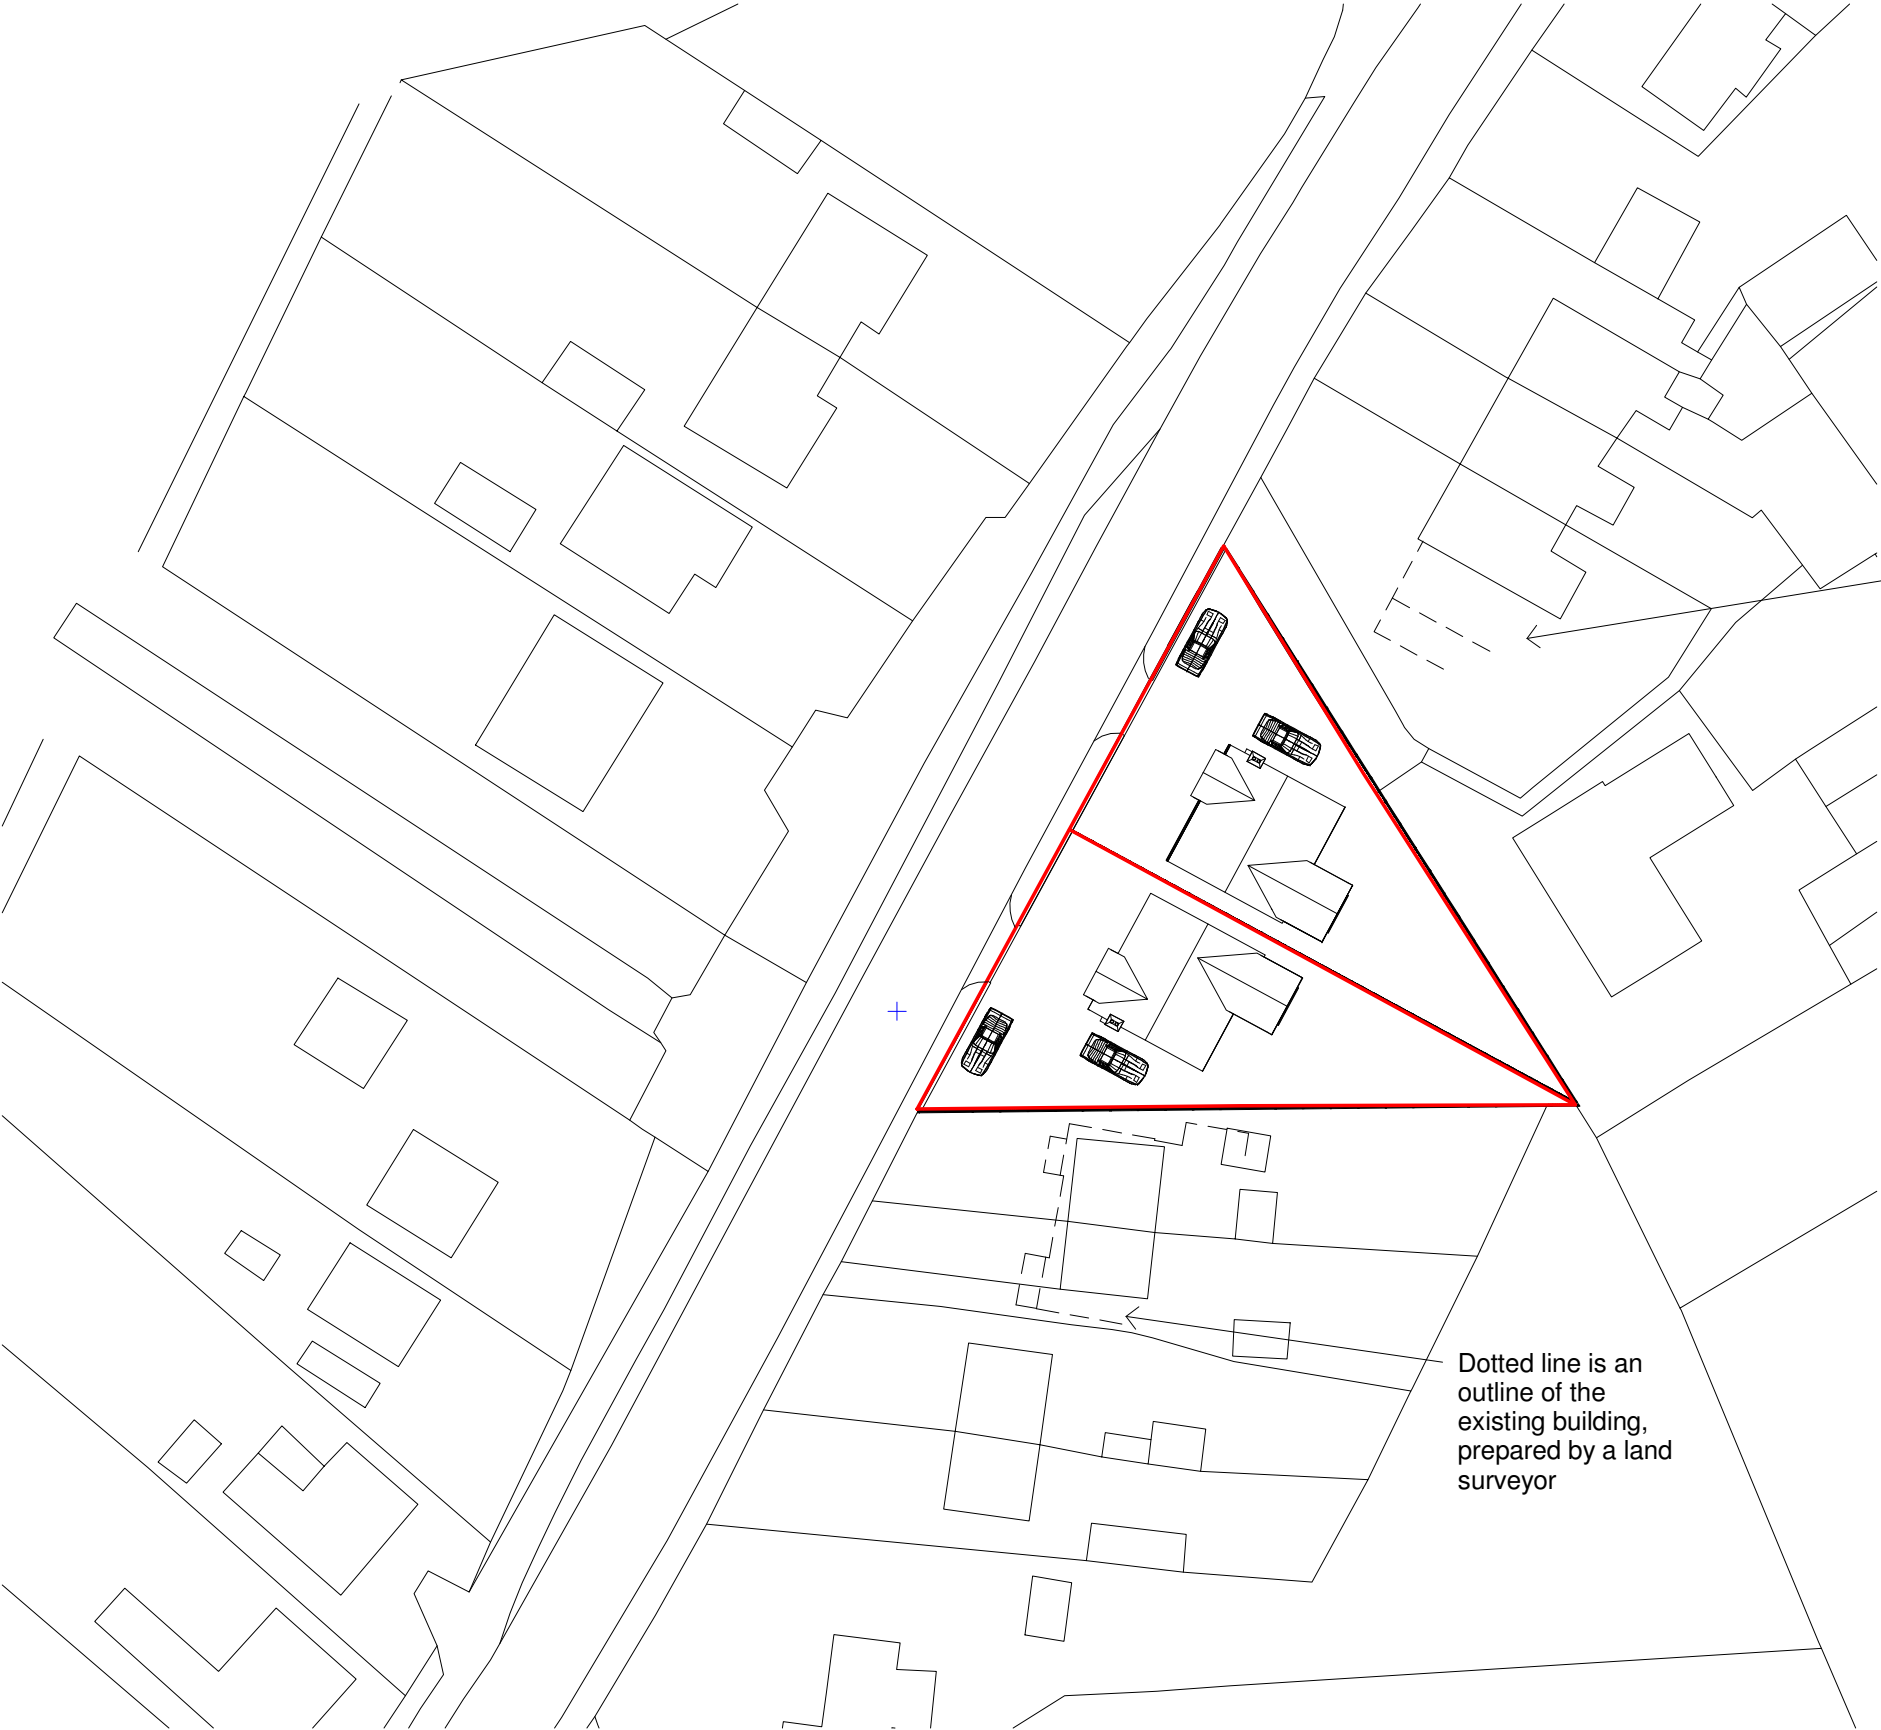 Dotted line is an
outline of the
existing building,
prepared by a land
surveyor